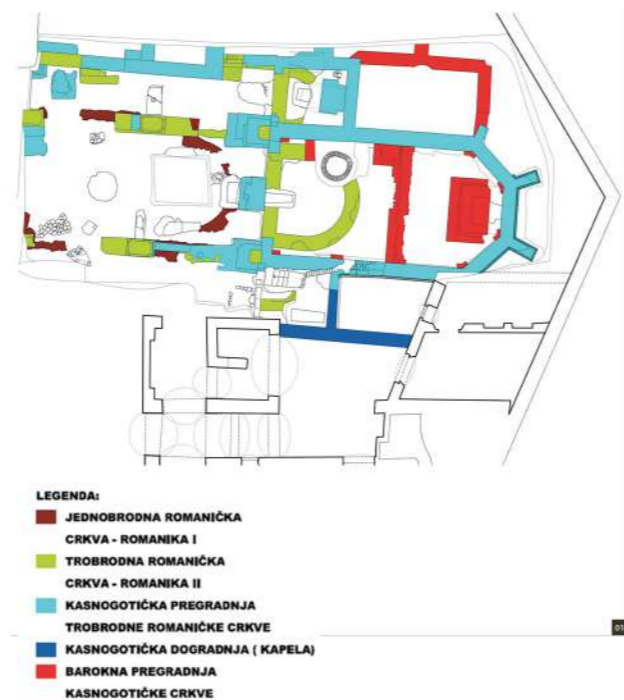 LEGENDA:
JEDNOBRODNA ROMANIČKA
CRKVA - ROMANIKA I
TROBRODNA ROMANIČKA
CRKVA - ROMANIKA II
KASNOGOTIČKA PREGRADNJA
TROBRODNE ROMANIČKE CRKVE
KASNOGOTIČKA DOGRADNJA ( KAPELA)
BAROKNA PREGRADNJA
KASNOGOTIČKE CRKVE
01